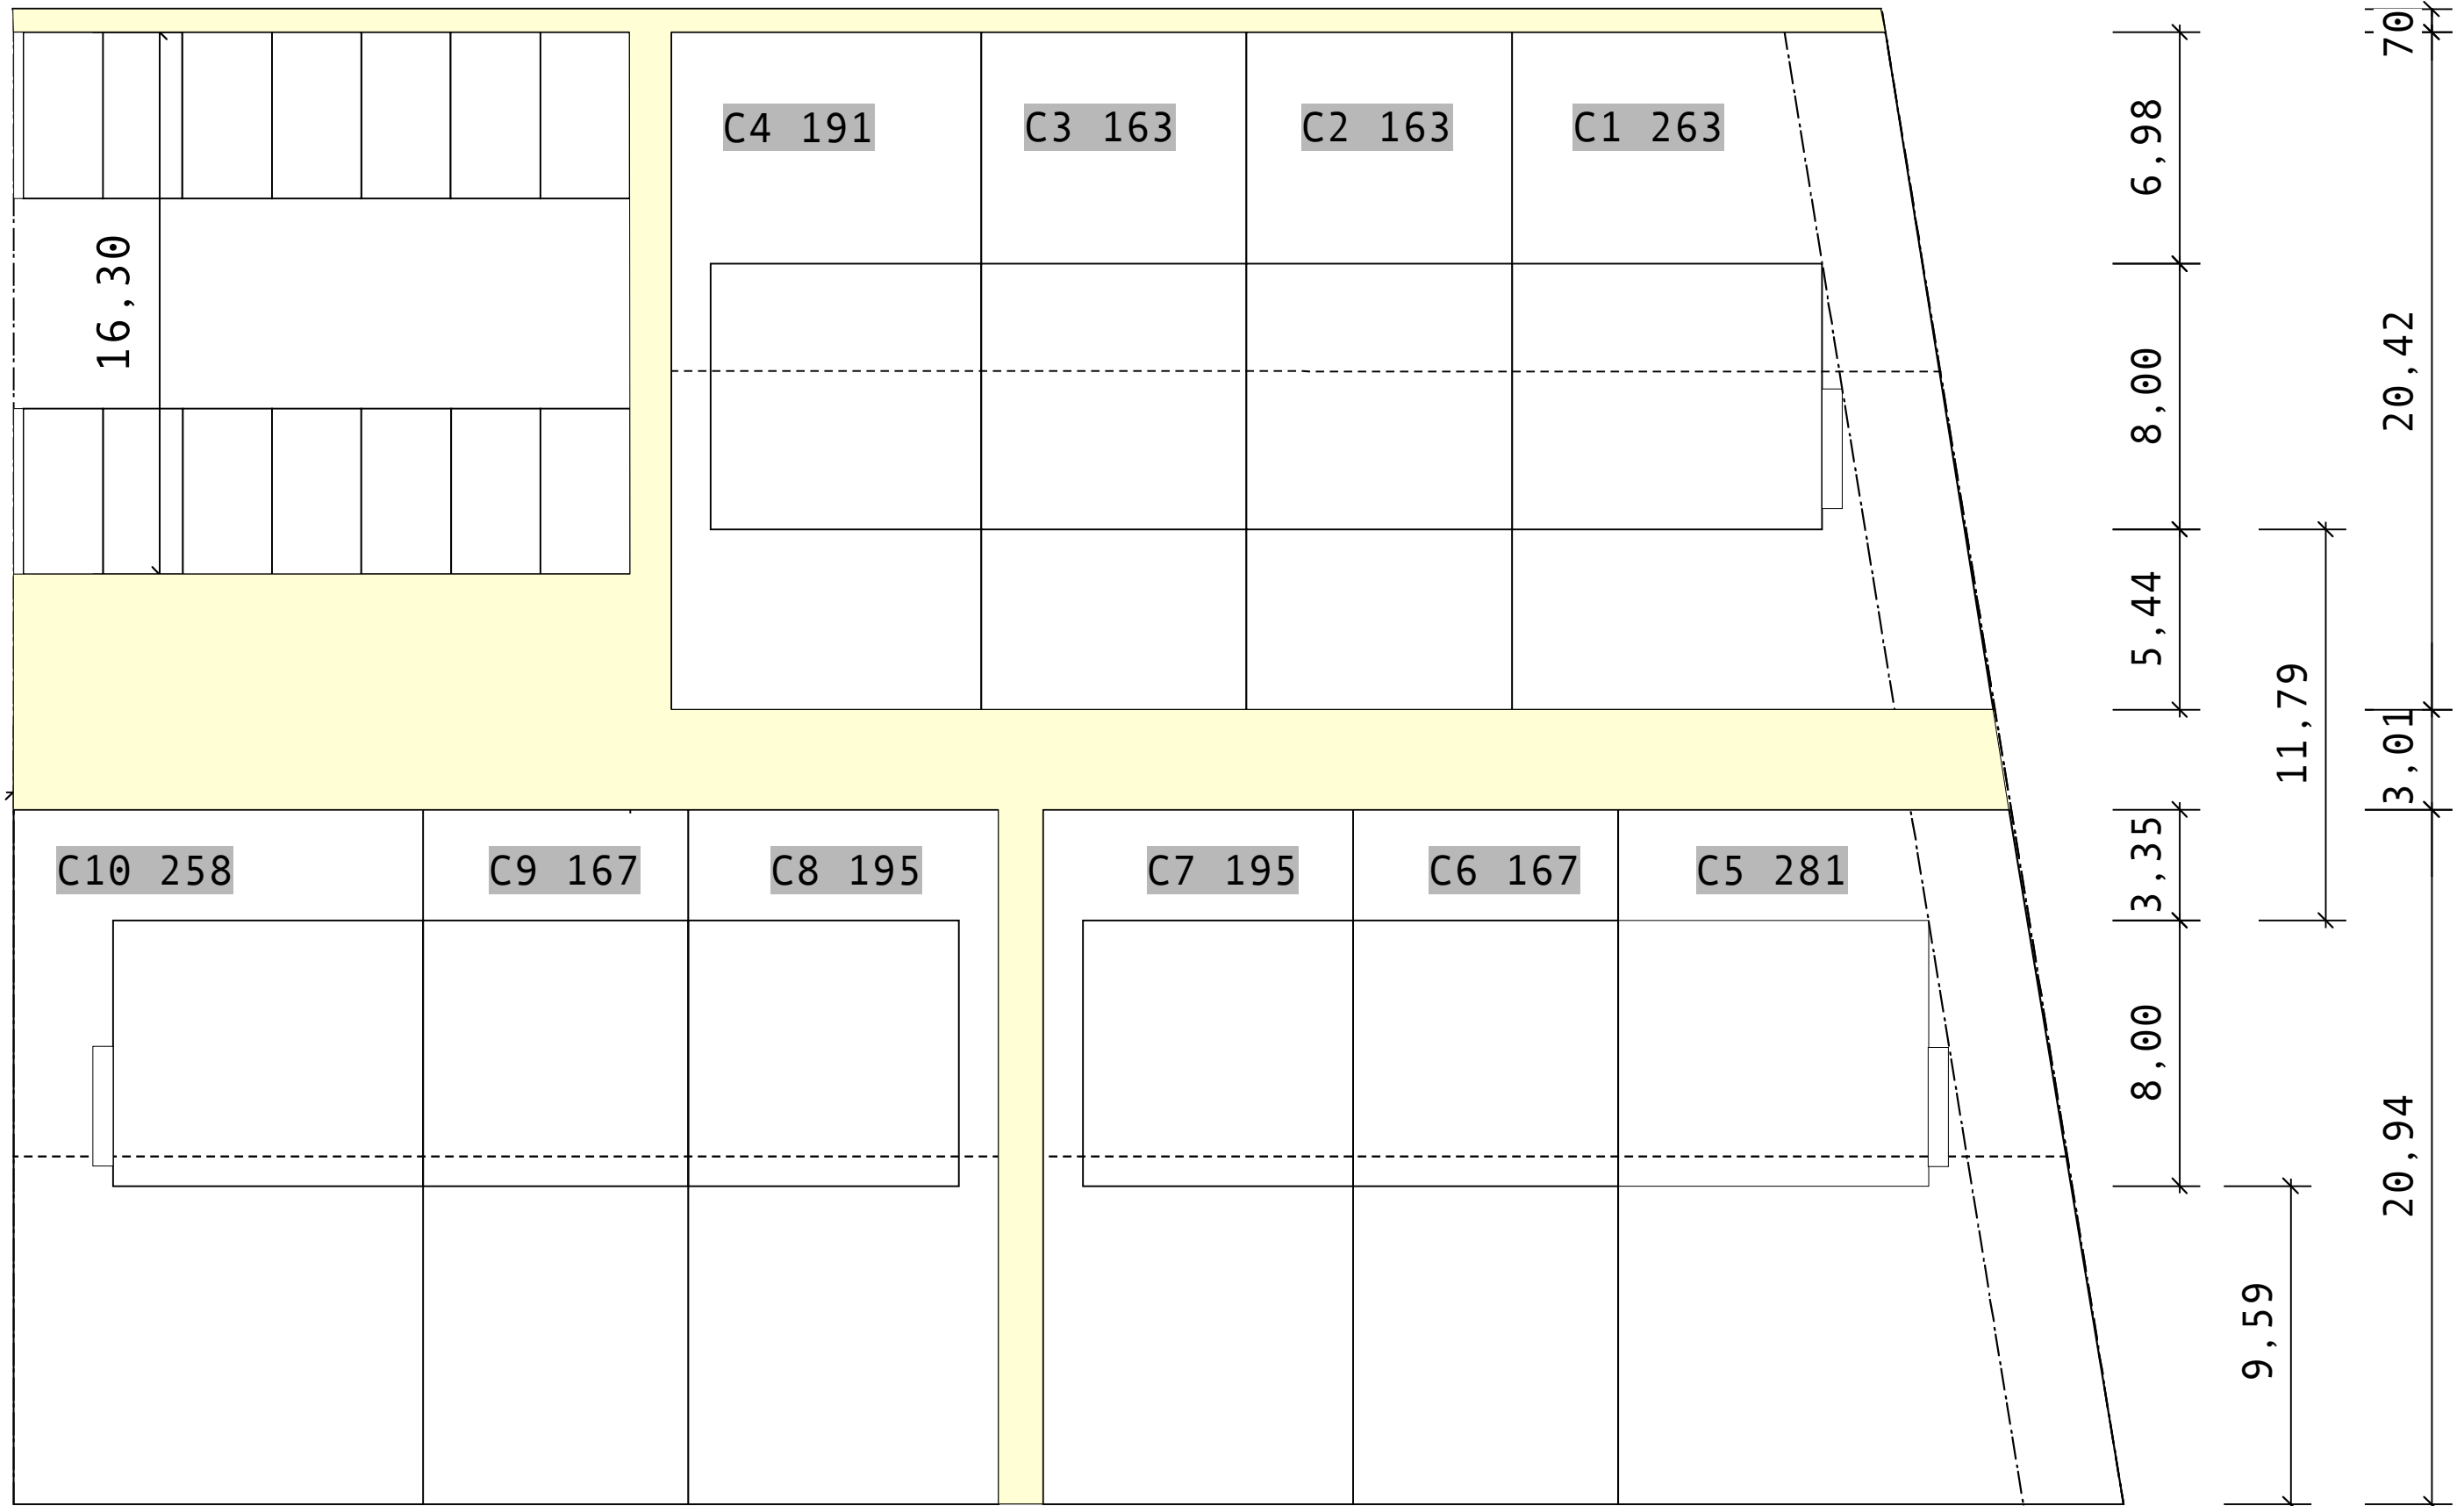 C4 191
C3 163
C2 163
C1 263
16,30
6,98
8,00
5,44
70
20,42
11,79
3,01
C10 258
C9 167
C8 195
C7 195
C6 167
C5 281
3,35
8,00
9,59
20,94